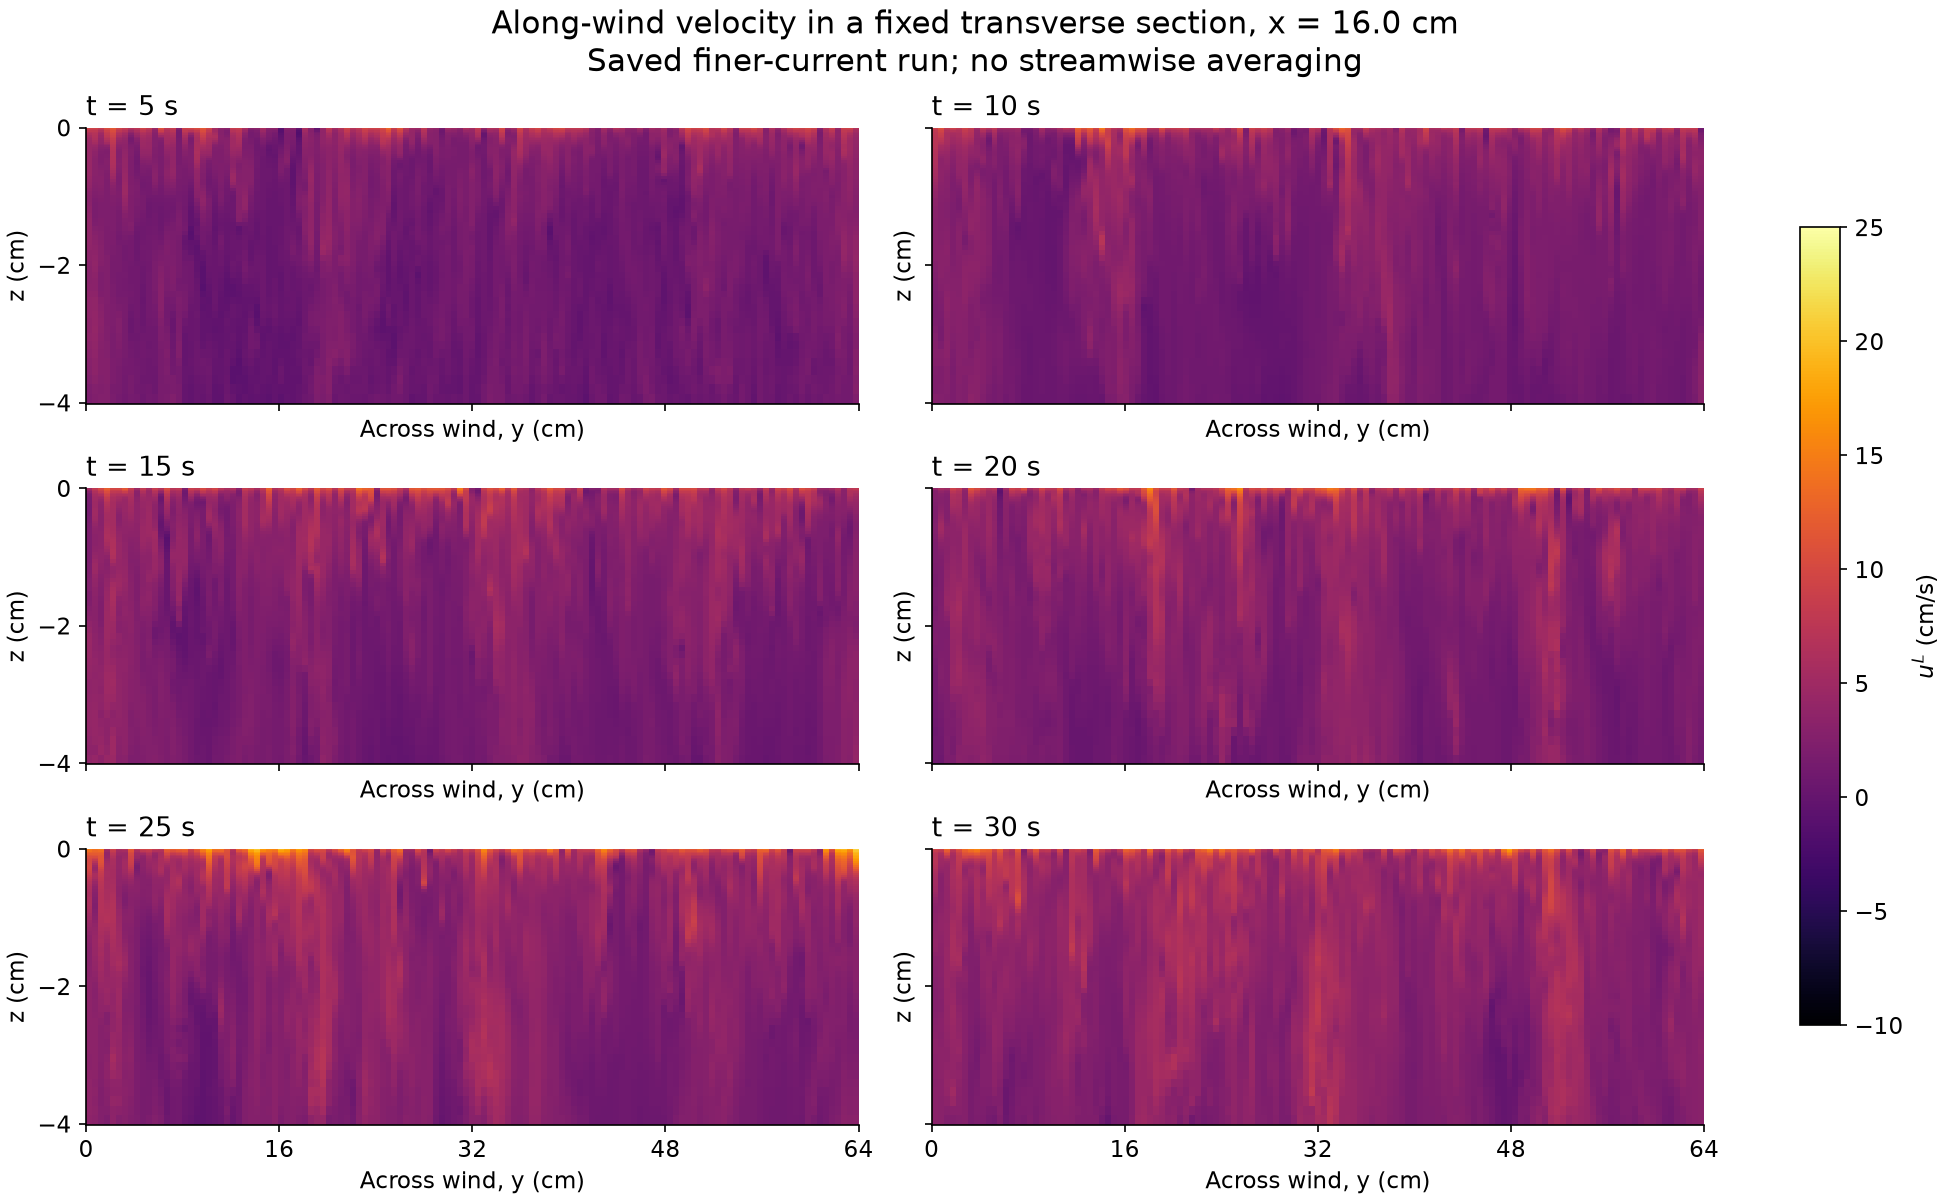 Along-wind velocity in a fixed transverse section, x = 16.0 cm
Saved finer-current run; no streamwise averaging
t = 5 s
t = 10 s
0
−2
−4
z (cm)
z (cm)
Across wind, y (cm)
Across wind, y (cm)
t = 15 s
t = 20 s
0
−2
−4
z (cm)
z (cm)
Across wind, y (cm)
Across wind, y (cm)
t = 25 s
t = 30 s
0
−2
−4
z (cm)
z (cm)
0 16 32 48 64
0 16 32 48 64
Across wind, y (cm)
Across wind, y (cm)
25
20
15
10
5
0
−5
−10
u^L (cm/s)